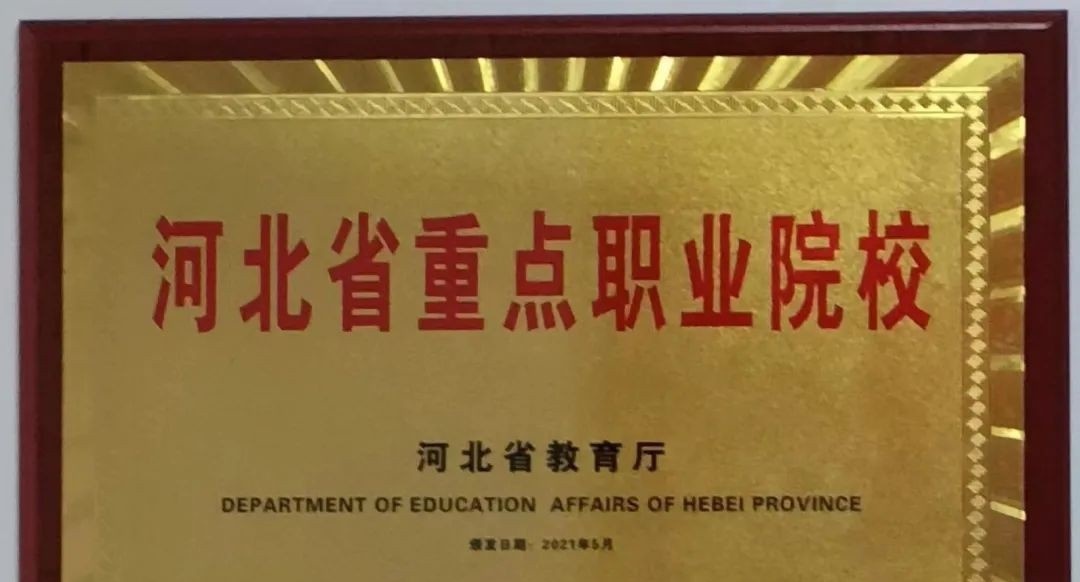 河北省重点职业院校
河北省教育厅
DEPARTMENT OF EDUCATION AFFAIRS OF HEBEI PROVINCE
颁发日期：2021年5月